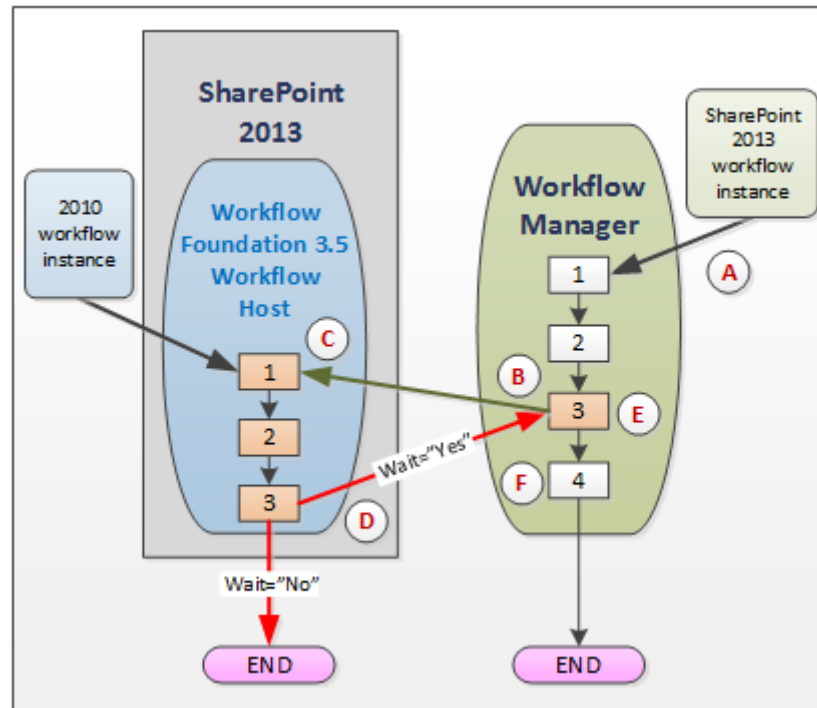 SharePoint
2013
SharePoint
2013
workflow
instance
2010
workflow
instance
Workflow
Foundation 3.5
Workflow
Host
Workflow
Manager
A
1
2
C
B
1
3
E
2
Wait="Yes"
F
4
3
D
Wait="No"
END
END